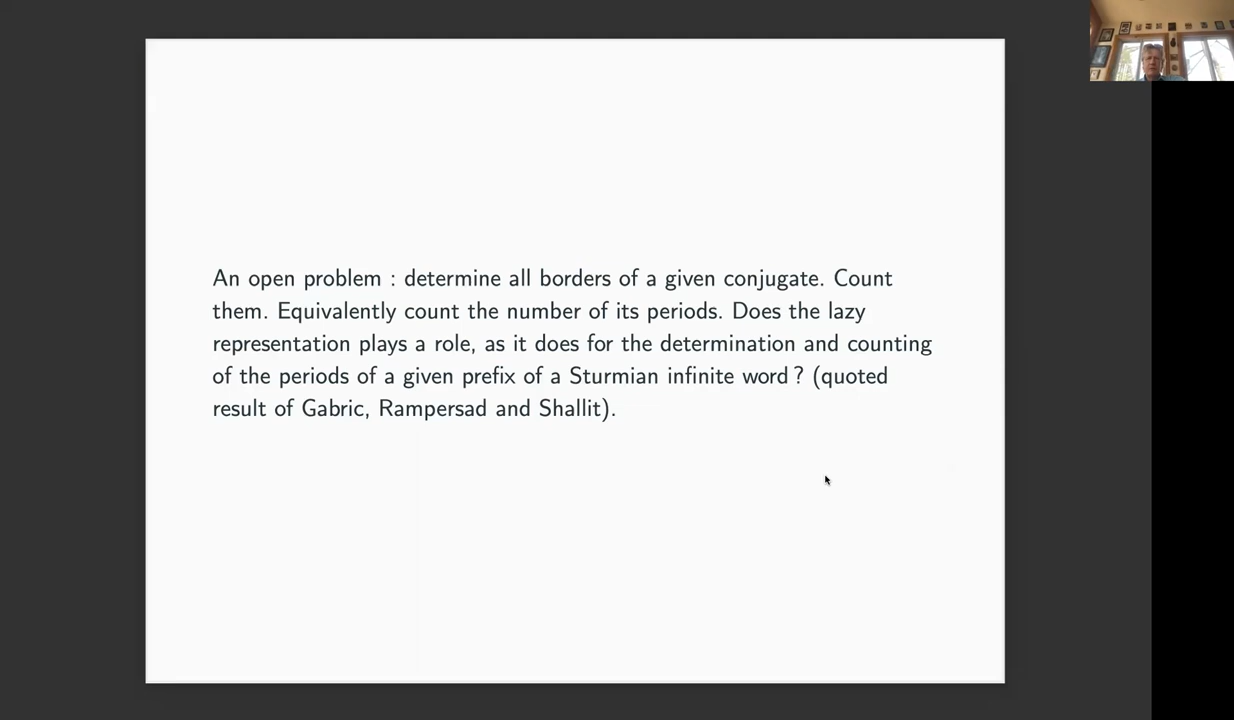 An open problem : determine all borders of a given conjugate. Count
them. Equivalently count the number of its periods. Does the lazy
representation plays a role, as it does for the determination and counting
of the periods of a given prefix of a Sturmian infinite word ? (quoted
result of Gabric, Rampersad and Shallit).